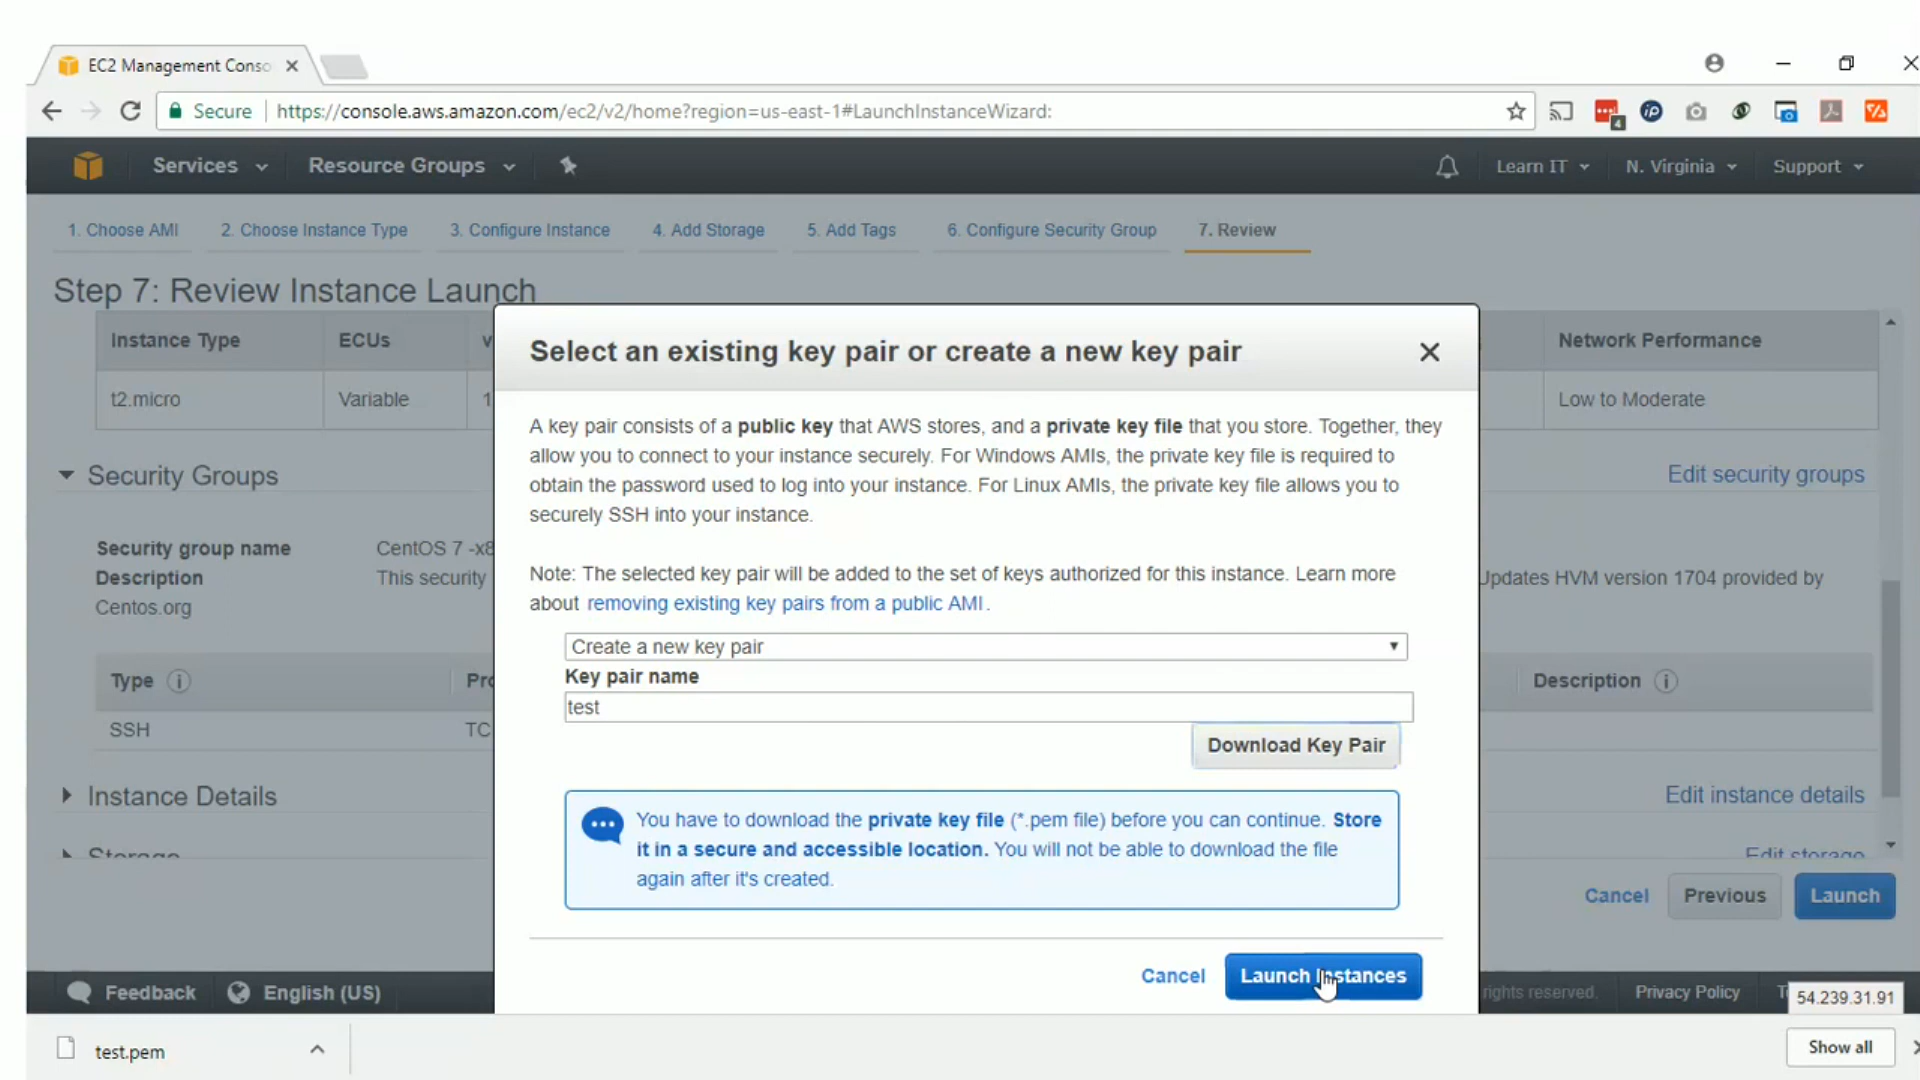 EC2 Management Conso
Secure
https://console.aws.amazon.com/ec2/v2/home?region=us-east-1#LaunchInstanceWizard:
4
Services
Resource Groups
Learn IT
N. Virginia
Support
1. Choose AMI
2. Choose Instance Type
3. Configure Instance
4. Add Storage
5. Add Tags
6. Configure Security Group
7. Review
Step 7: Review Instance Launch
Instance Type
ECUs
v
Network Performance
t2.micro
Variable
1
Low to Moderate
Select an existing key pair or create a new key pair
A key pair consists of a public key that AWS stores, and a private key file that you store. Together, they
allow you to connect to your instance securely. For Windows AMIs, the private key file is required to
obtain the password used to log into your instance. For Linux AMIs, the private key file allows you to
securely SSH into your instance.
Note: The selected key pair will be added to the set of keys authorized for this instance. Learn more
about removing existing key pairs from a public AMI.
Create a new key pair
Key pair name
test
Download Key Pair
You have to download the private key file (*.pem file) before you can continue. Store
it in a secure and accessible location. You will not be able to download the file
again after it's created.
Cancel
Launch Instances
Security Groups
Edit security groups
Security group name
CentOS 7 -x8
Description
This security
Updates HVM version 1704 provided by
Centos.org
Type
Pro
Description
SSH
TC
Instance Details
Edit instance details
Storage
Edit storage
Cancel
Previous
Launch
Feedback
English (US)
rights reserved.
Privacy Policy
T
54.239.31.91
test.pem
Show all